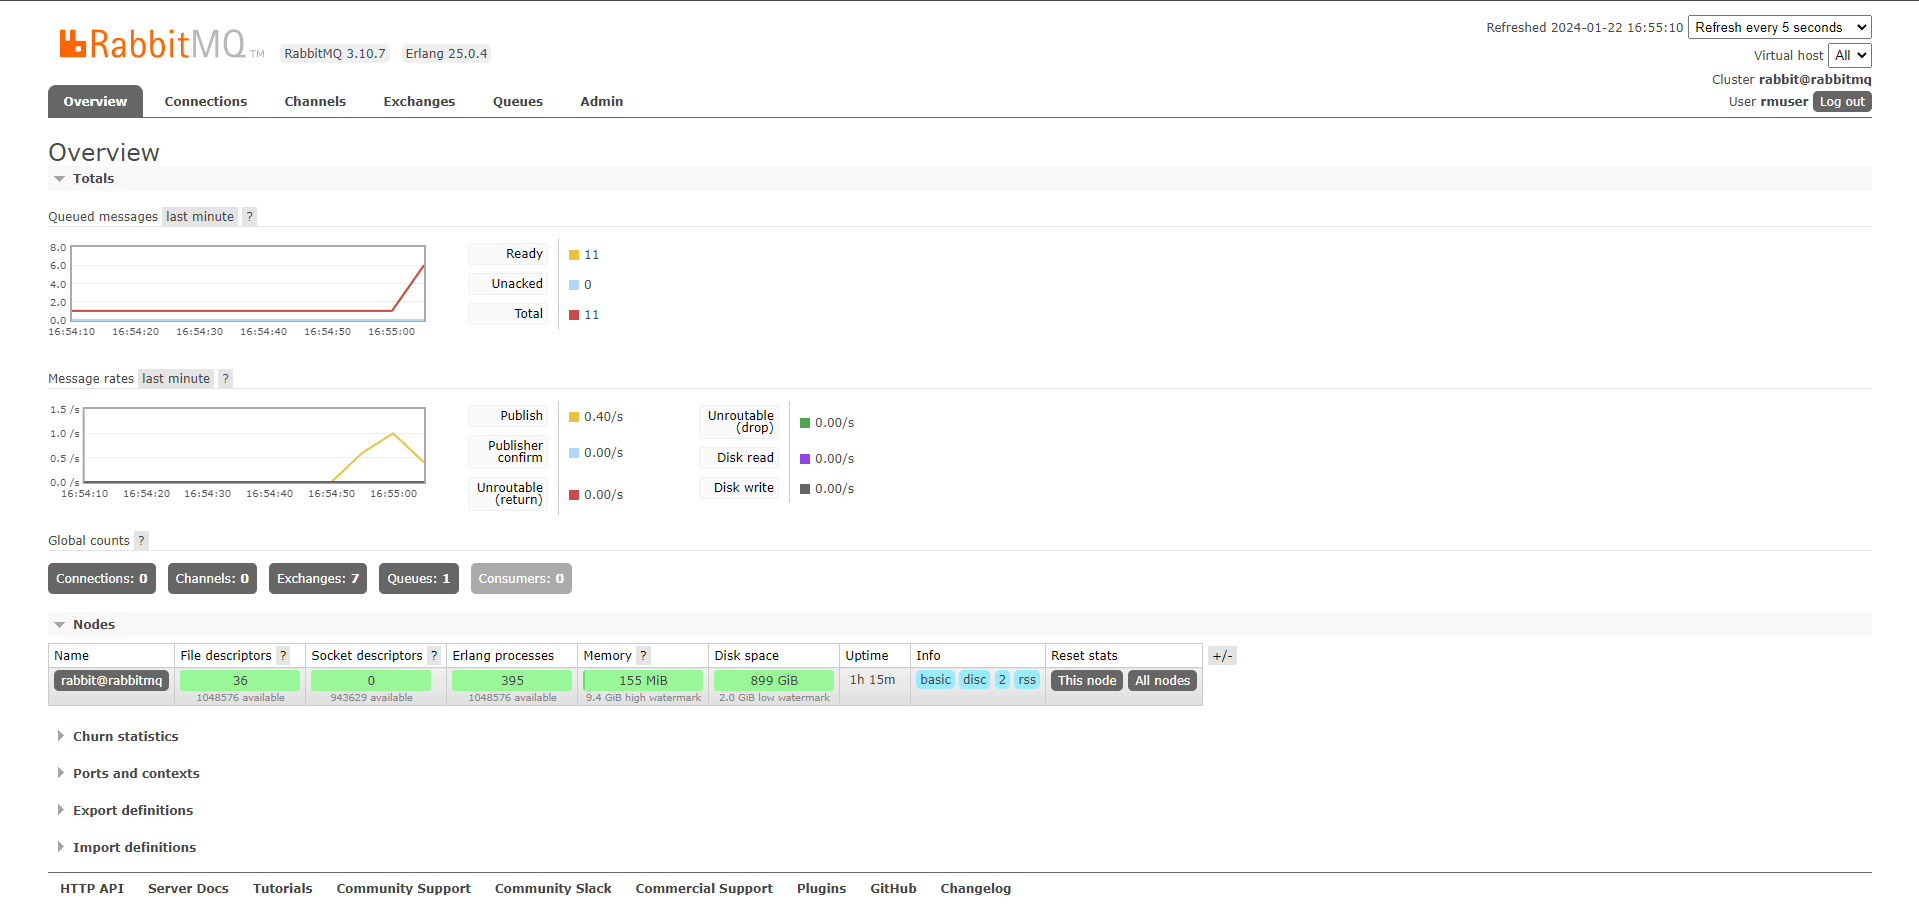 RabbitMQ TM RabbitMQ 3.10.7 Erlang 25.0.4
Refreshed 2024-01-22 16:55:10 Refresh every 5 seconds
Virtual host All
Cluster rabbit@rabbitmq
User rmuser Log out
Overview Connections Channels Exchanges Queues Admin
Overview
Totals
Queued messages last minute ?
8.0
6.0
4.0
2.0
0.0
16:54:10 16:54:20 16:54:30 16:54:40 16:54:50 16:55:00
Ready 11
Unacked 0
Total 11
Message rates last minute ?
1.5 /s
1.0 /s
0.5 /s
0.0 /s
16:54:10 16:54:20 16:54:30 16:54:40 16:54:50 16:55:00
Publish 0.40/s
Publisher
confirm 0.00/s
Unroutable
(return) 0.00/s
Unroutable
(drop) 0.00/s
Disk read 0.00/s
Disk write 0.00/s
Global counts ?
Connections: 0 Channels: 0 Exchanges: 7 Queues: 1 Consumers: 0
Nodes
Name File descriptors ? Socket descriptors ? Erlang processes Memory ? Disk space Uptime Info Reset stats +/-
rabbit@rabbitmq 36 0 395 155 MiB 899 GiB 1h 15m basic disc 2 rss This node All nodes
1048576 available 943629 available 1048576 available 9.4 GiB high watermark 2.0 GiB low watermark
Churn statistics
Ports and contexts
Export definitions
Import definitions
HTTP API Server Docs Tutorials Community Support Community Slack Commercial Support Plugins GitHub Changelog